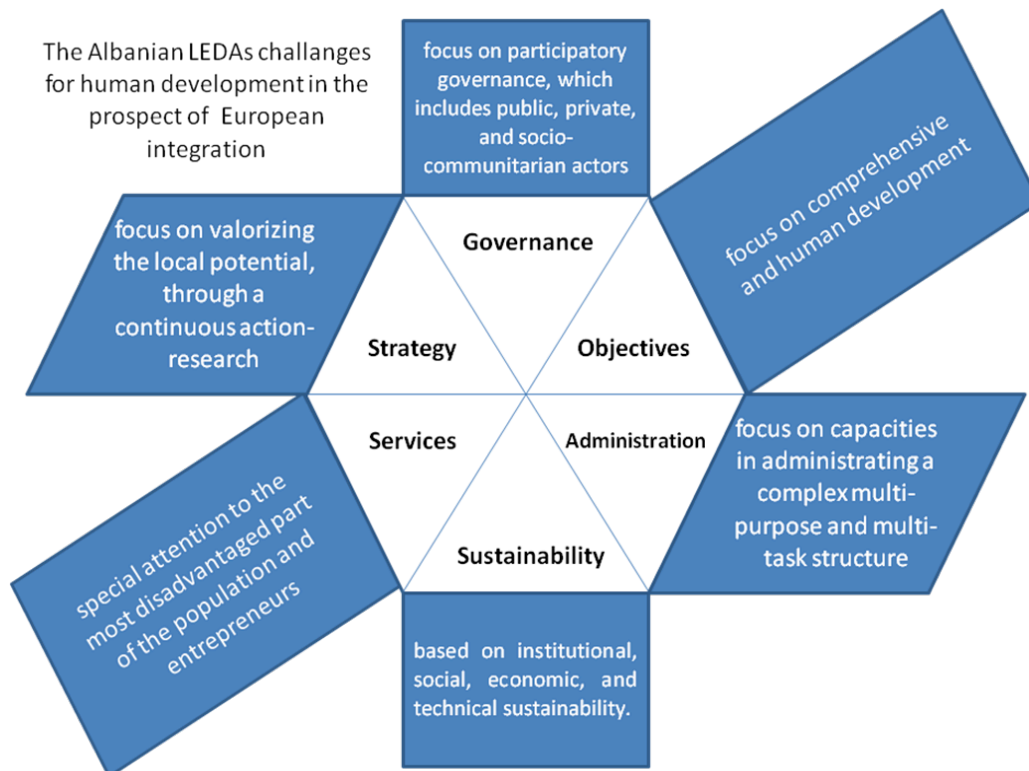 The Albanian LEDAs challanges
for human development in the
prospect of European
integration
focus on participatory
governance, which
includes public, private,
and socio-
communitarian actors
focus on comprehensive
and human development
focus on valorizing
the local potential,
through a
continuous action-
research
Governance
Strategy
Objectives
Services
Administration
Sustainability
focus on capacities
in administrating a
complex multi-
purpose and multi-
task structure
special attention to the
most disadvantaged part
of the population and
entrepreneurs
based on institutional,
social, economic, and
technical sustainability.